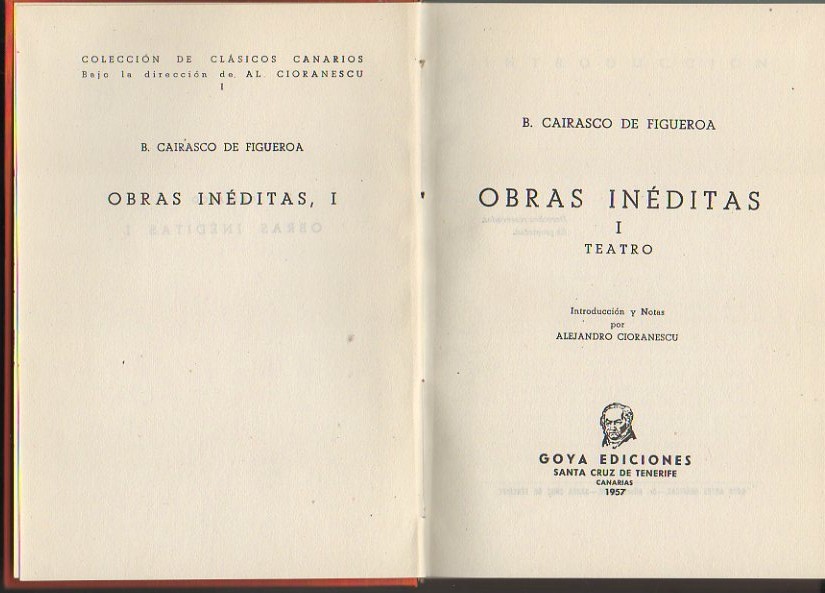 COLECCIÓN DE CLÁSICOS CANARIOS
Bajo la dirección de AL. CIORANESCU
I
B. CAIRASCO DE FIGUEROA
OBRAS INÉDITAS, I
B. CAIRASCO DE FIGUEROA
OBRAS INÉDITAS
I
TEATRO
Introducción y Notas
por
ALEJANDRO CIORANESCU
GOYA EDICIONES
SANTA CRUZ DE TENERIFE
CANARIAS
1957